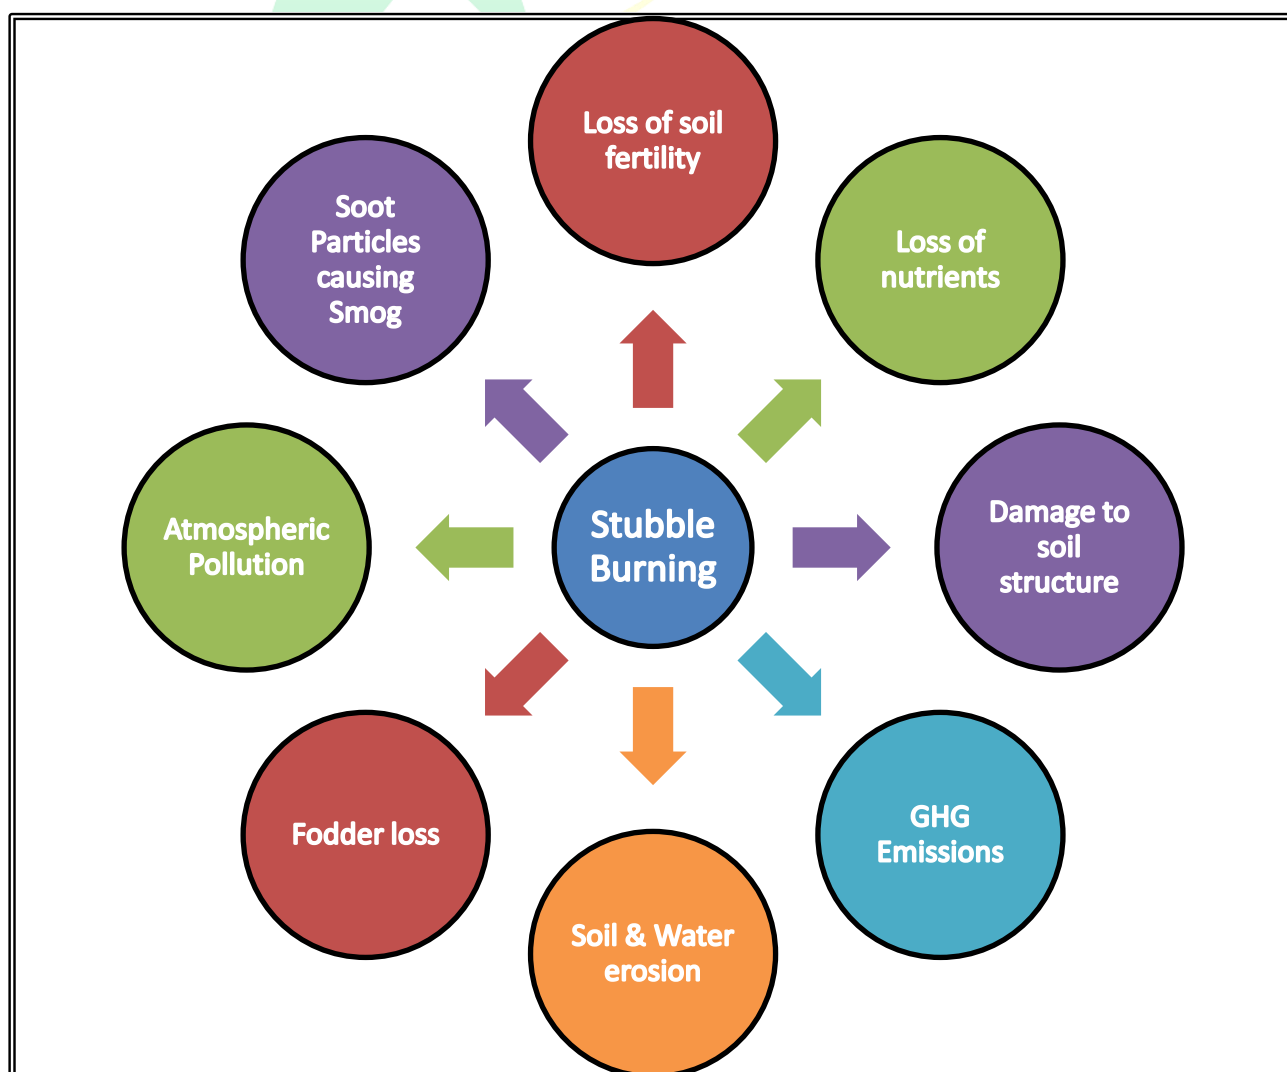 Loss of soil
fertility
Loss of
nutrients
Damage to
soil
structure
GHG
Emissions
Soil & Water
erosion
Fodder loss
Atmospheric
Pollution
Soot
Particles
causing
Smog
Stubble
Burning